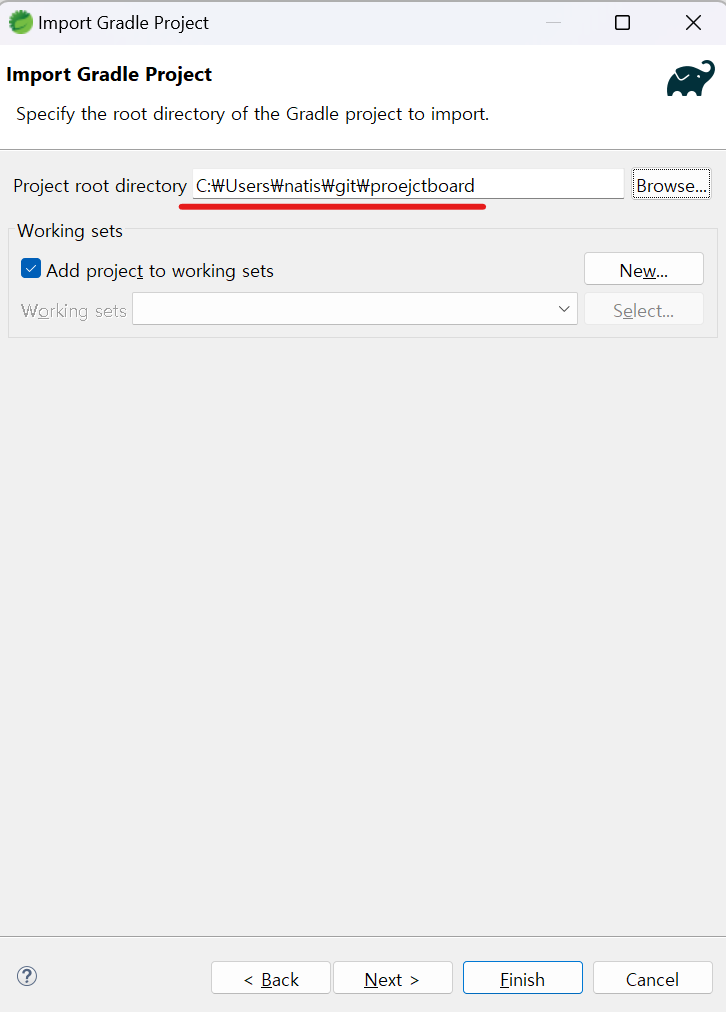 Import Gradle Project
Import Gradle Project
Specify the root directory of the Gradle project to import.
Project root directory C:₩Users₩natis₩git₩proejctboard Browse...
Working sets
Add project to working sets New...
Working sets Select...
? < Back Next > Finish Cancel